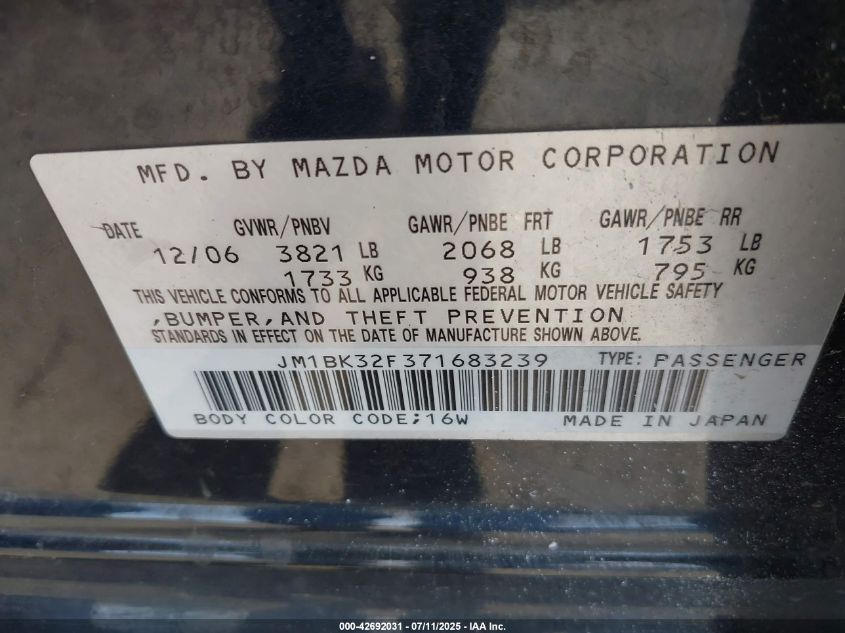 MFD. BY MAZDA MOTOR CORPORATION
DATE GVWR/PNBV GAWR/PNBE FRT GAWR/PNBE RR
12/06 3821 LB 2068 LB 1753 LB
1733 KG 938 KG 795 KG
THIS VEHICLE CONFORMS TO ALL APPLICABLE FEDERAL MOTOR VEHICLE SAFETY
,BUMPER,AND THEFT PREVENTION
STANDARDS IN EFFECT ON THE DATE OF MANUFACTURE SHOWN ABOVE.
JM1BK32F371683239 TYPE: PASSENGER
BODY COLOR CODE;16W MADE IN JAPAN
000-42692031 - 07/11/2025 - IAA Inc.